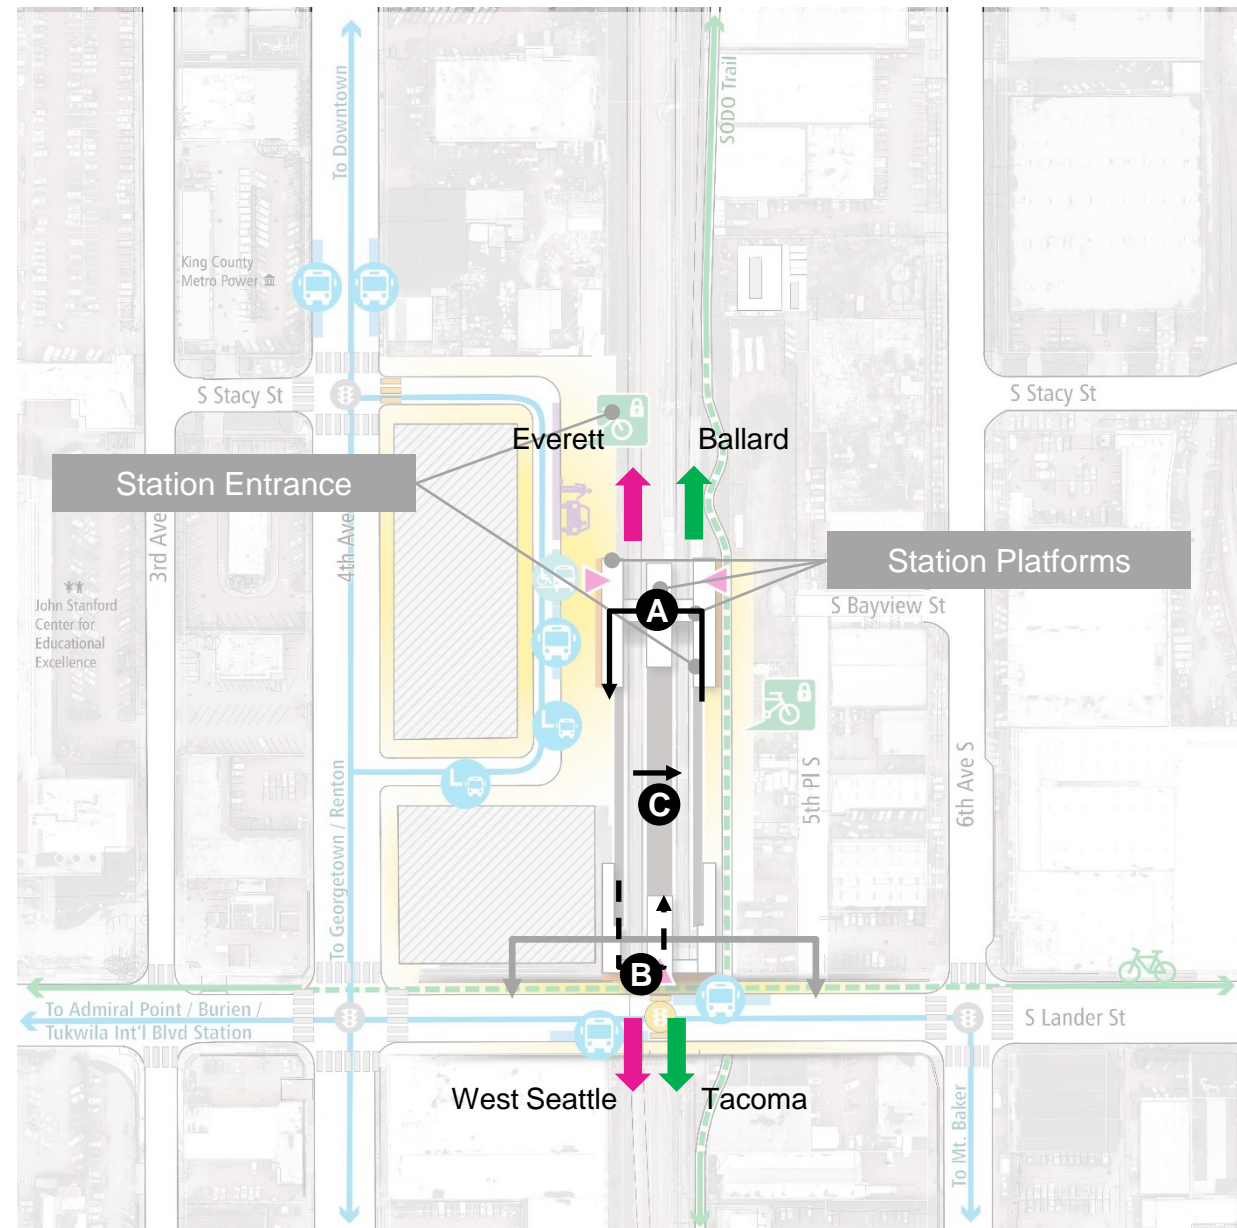 To Downtown
SODO Trail
King County
Metro Power
S Stacy St
S Stacy St
Everett
Ballard
Station Entrance
3rd Ave
4th Ave
Station Platforms
John Stanford
Center for
Educational
Excellence
A
S Bayview St
L
L
C
5th Pl S
6th Ave S
To Georgetown / Renton
B
To Admiral Point / Burien /
Tukwila Int'l Blvd Station
S Lander St
West Seattle
Tacoma
To Mt. Baker